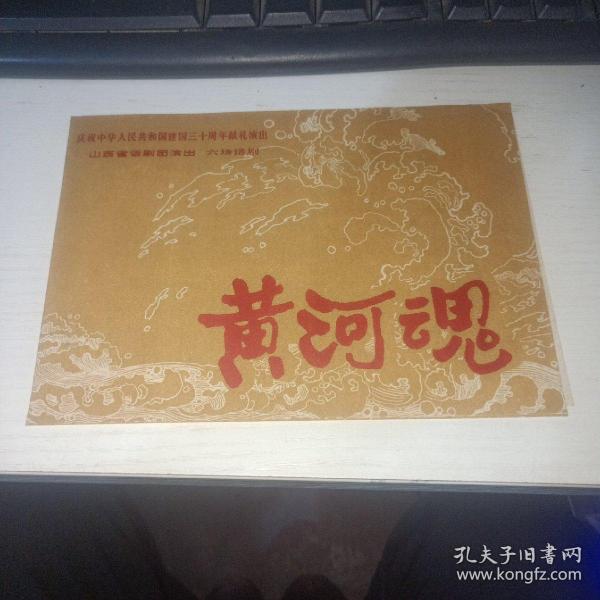 庆祝中华人民共和国建国三十周年献礼演出
山西省话剧团演出 六场话剧
黄河魂
孔夫子旧书网
www.kongfz.com